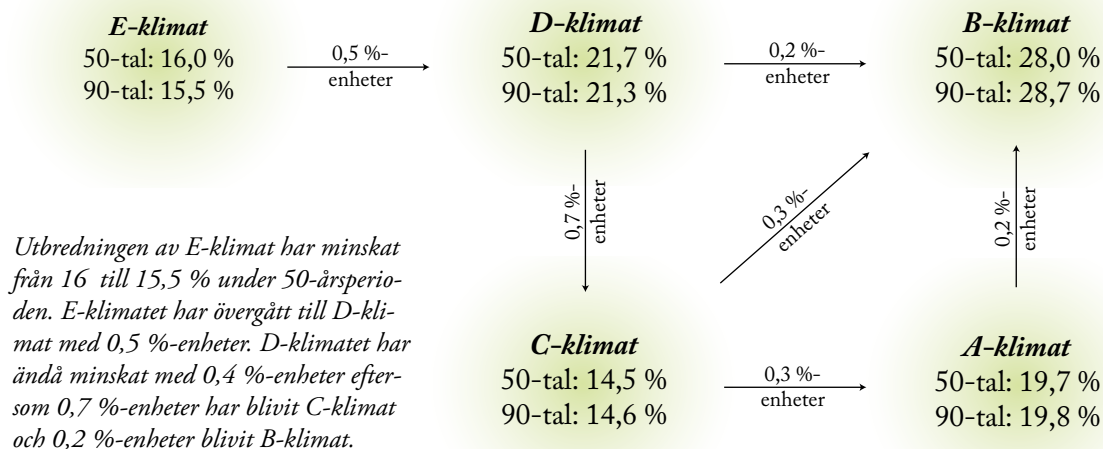 E-klimat
50-tal: 16,0 %
90-tal: 15,5 %
0,5 %-
enheter
D-klimat
50-tal: 21,7 %
90-tal: 21,3 %
0,2 %-
enheter
B-klimat
50-tal: 28,0 %
90-tal: 28,7 %
0,7 %-
enheter
0,3 %-
enheter
0,2 %-
enheter
Utbredningen av E-klimat har minskat
från 16 till 15,5 % under 50-årsperio-
den. E-klimatet har övergått till D-kli-
mat med 0,5 %-enheter. D-klimatet har
ändå minskat med 0,4 %-enheter efter-
som 0,7 %-enheter har blivit C-klimat
och 0,2 %-enheter blivit B-klimat.
C-klimat
50-tal: 14,5 %
90-tal: 14,6 %
0,3 %-
enheter
A-klimat
50-tal: 19,7 %
90-tal: 19,8 %